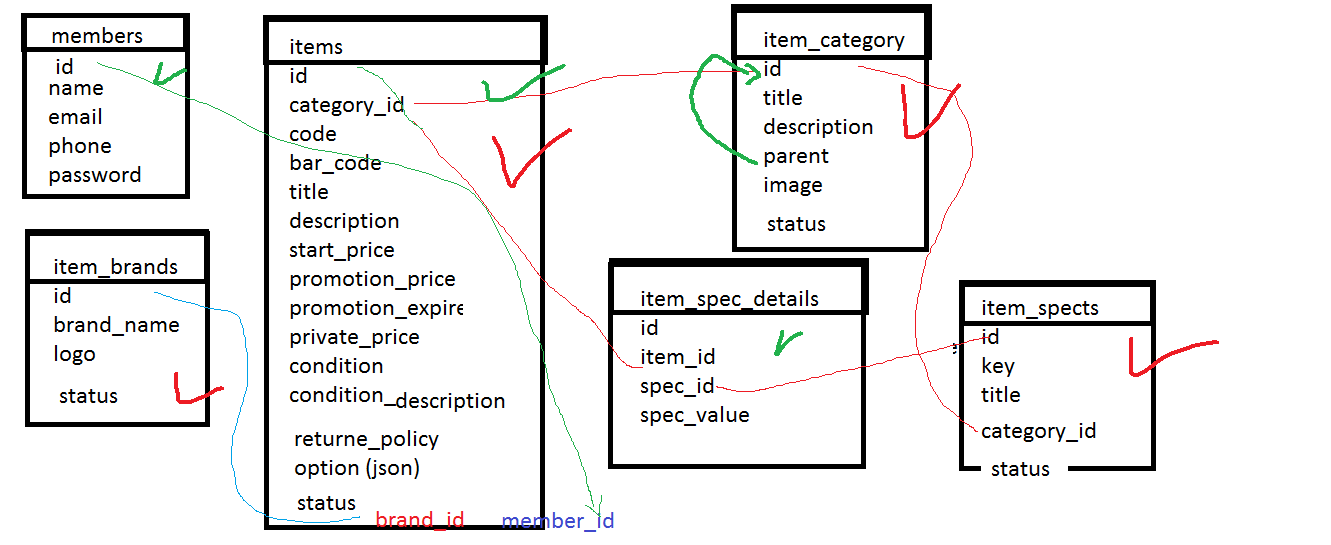 members
id
name
email
phone
password
item_brands
id
brand_name
logo
status
items
id
category_id
code
bar_code
title
description
start_price
promotion_price
promotion_expire
private_price
condition
condition_description
returne_policy
option (json)
status
brand_id
member_id
item_category
id
title
description
parent
image
status
item_spec_details
id
item_id
spec_id
spec_value
item_spects
id
key
title
category_id
status